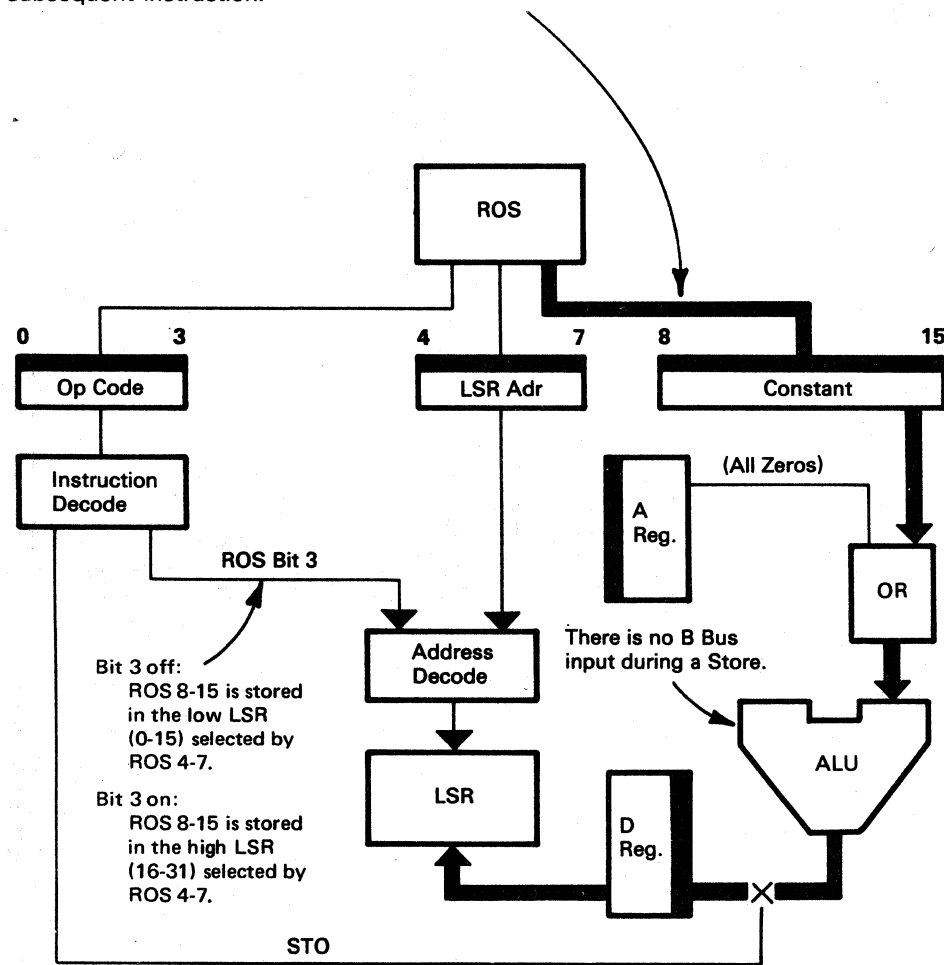 subsequent instruction.
ROS
0 3 4 7 8 15
Op Code
LSR Adr
Constant
Instruction
Decode
(All Zeros)
A
Reg.
ROS Bit 3
OR
Address
Decode
There is no B Bus
input during a Store.
Bit 3 off:
ROS 8-15 is stored
in the low LSR
(0-15) selected by
ROS 4-7.
ALU
LSR
D
Reg.
Bit 3 on:
ROS 8-15 is stored
in the high LSR
(16-31) selected by
ROS 4-7.
STO